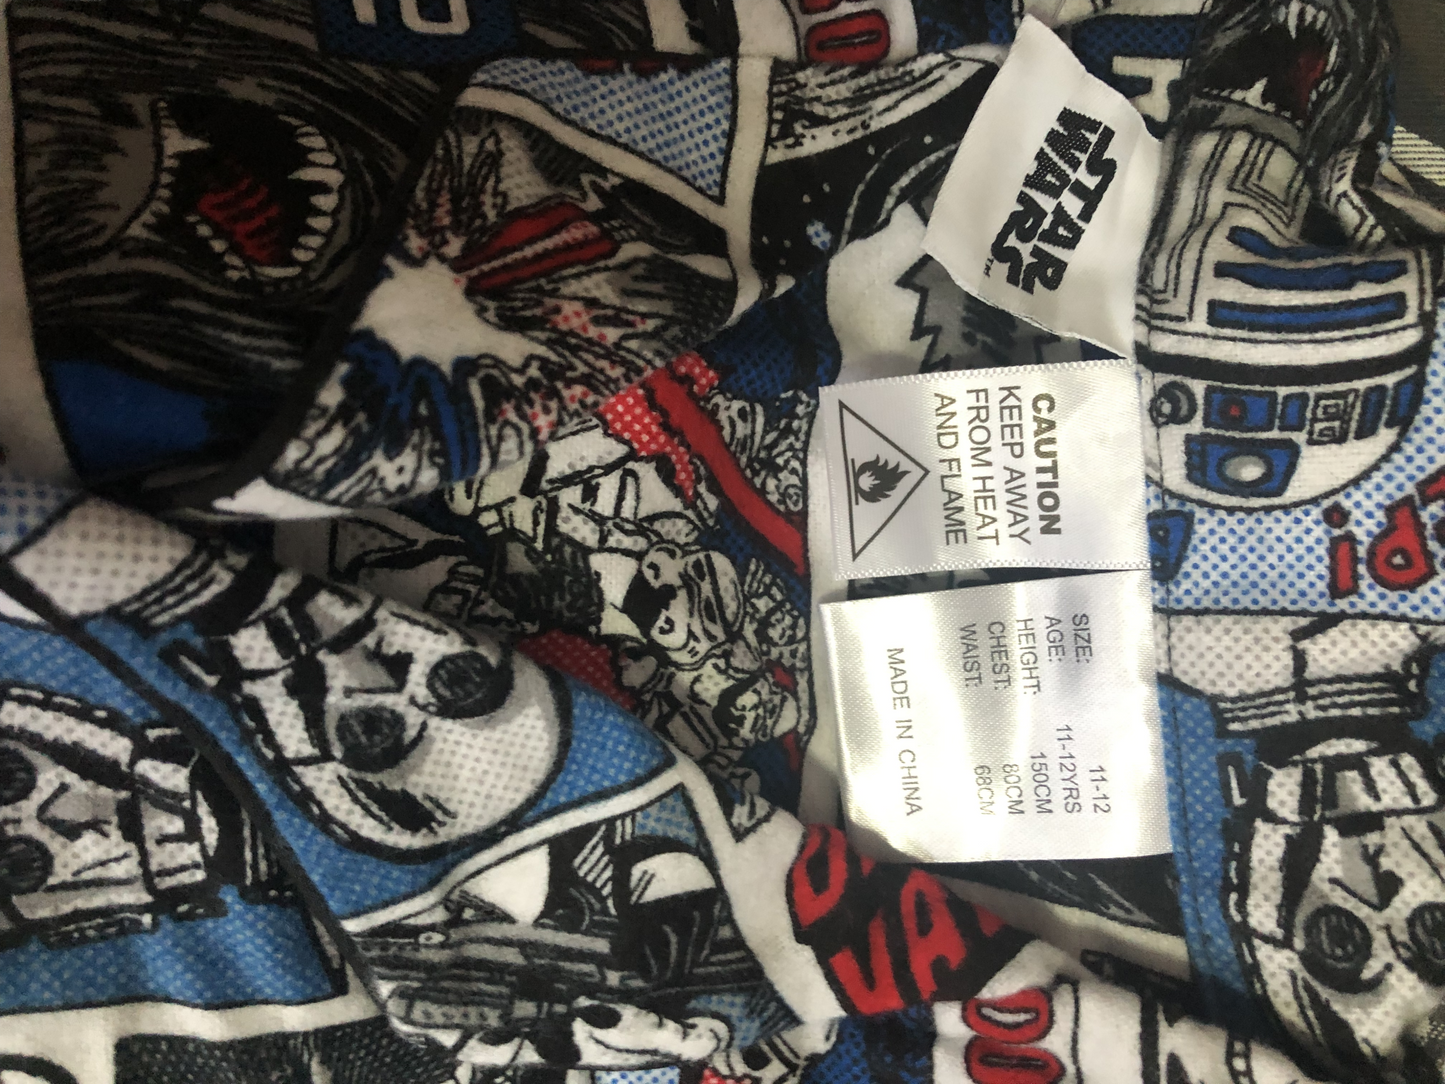 STAR
WARS
™
CAUTION
KEEP AWAY
FROM HEAT
AND FLAME
SIZE: 11-12
AGE: 11-12YRS
HEIGHT: 150CM
CHEST: 80CM
WAIST: 68CM
MADE IN CHINA